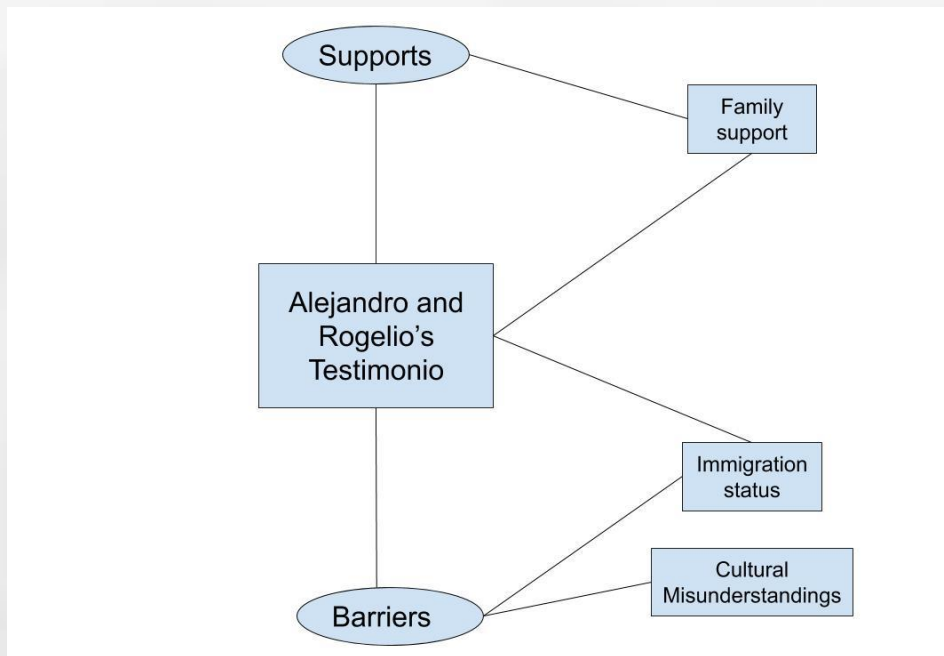 Supports
Family
support
Alejandro and
Rogelio’s
Testimonio
Immigration
status
Cultural
Misunderstandings
Barriers